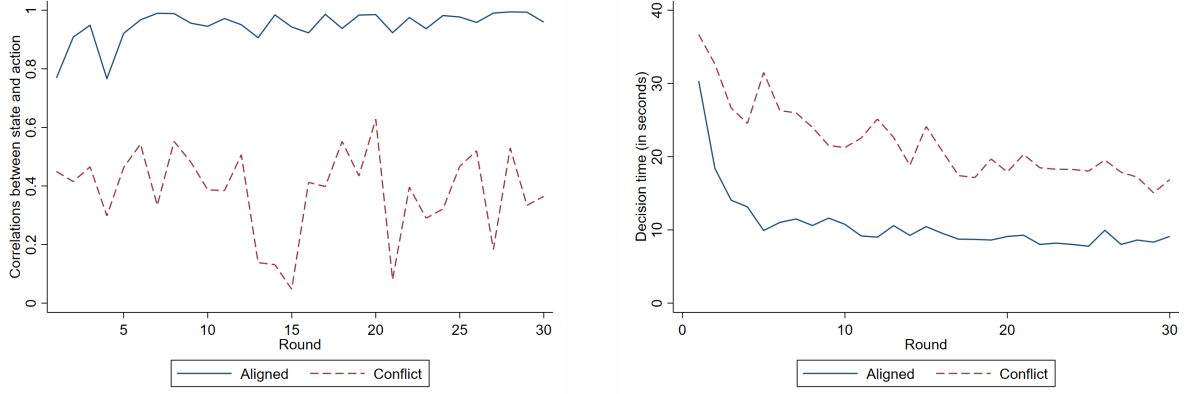 Correlations between state and action
1
0.8
0.6
0.4
0.2
0
5 10 15 20 25 30
Round
Aligned Conflict
Decision time (in seconds)
40
30
20
10
0
0 10 20 30
Round
Aligned Conflict